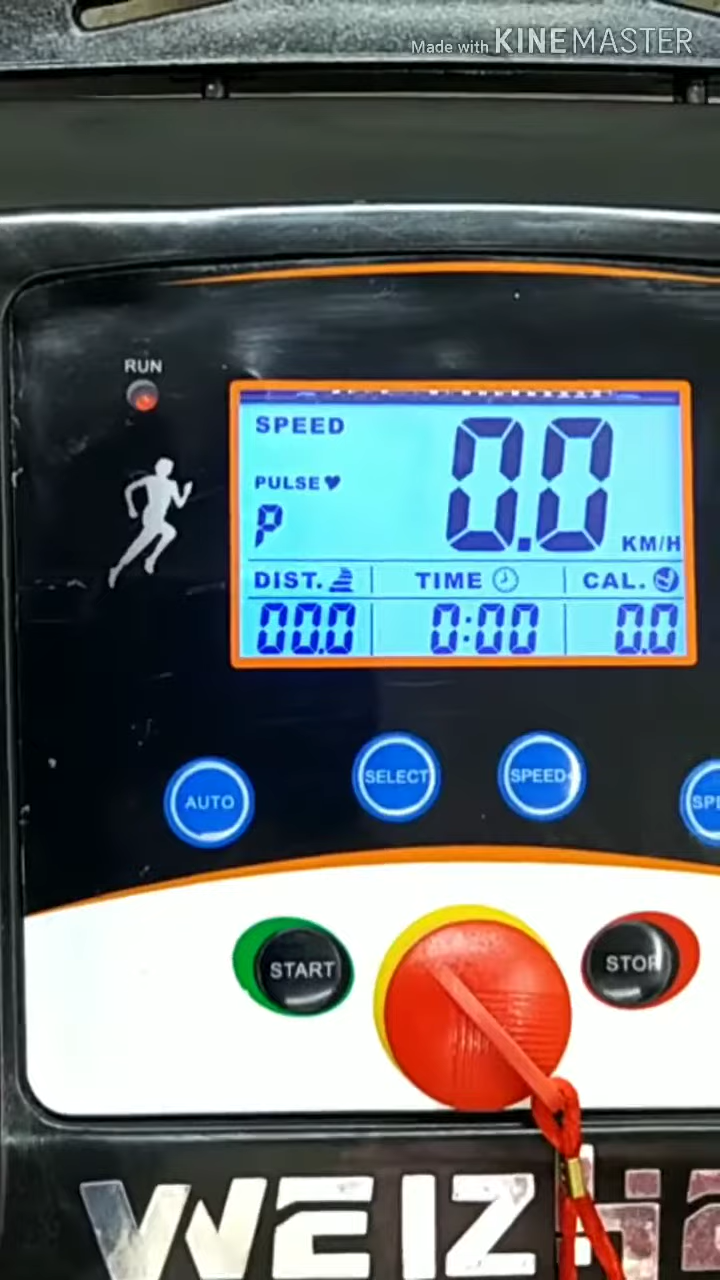 Made with KINEMASTER
RUN
SPEED
0.0
PULSE
P
KM/H
DIST. TIME CAL.
00.0 0:00 0.0
AUTO SELECT SPEED-
START STOP